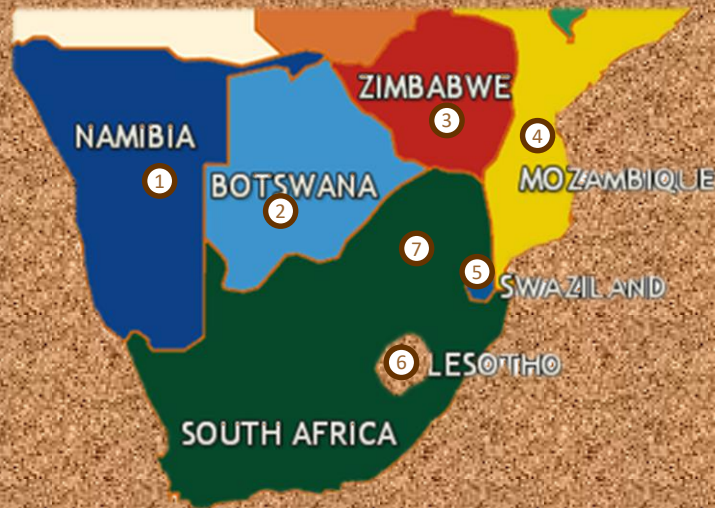 ZIMBABWE
3
4
NAMIBIA
1
BOTSWANA
2
MOZAMBIQUE
7
5
SWAZILAND
6
LESOTHO
SOUTH AFRICA